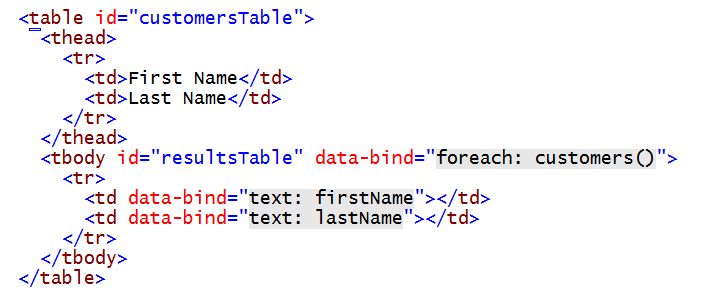 <table id="customersTable">
  <thead>
    <tr>
      <td>First Name</td>
      <td>Last Name</td>
    </tr>
  </thead>
  <tbody id="resultsTable" data-bind="foreach: customers()">
    <tr>
      <td data-bind="text: firstName"></td>
      <td data-bind="text: lastName"></td>
    </tr>
  </tbody>
</table>